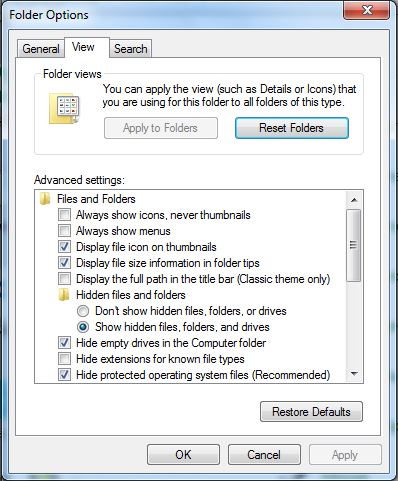 Folder Options
General
View
Search
Folder views
You can apply the view (such as Details or Icons) that
you are using for this folder to all folders of this type.
Apply to Folders
Reset Folders
Advanced settings:
Files and Folders
Always show icons, never thumbnails
Always show menus
Display file icon on thumbnails
Display file size information in folder tips
Display the full path in the title bar (Classic theme only)
Hidden files and folders
Don't show hidden files, folders, or drives
Show hidden files, folders, and drives
Hide empty drives in the Computer folder
Hide extensions for known file types
Hide protected operating system files (Recommended)
Restore Defaults
OK
Cancel
Apply